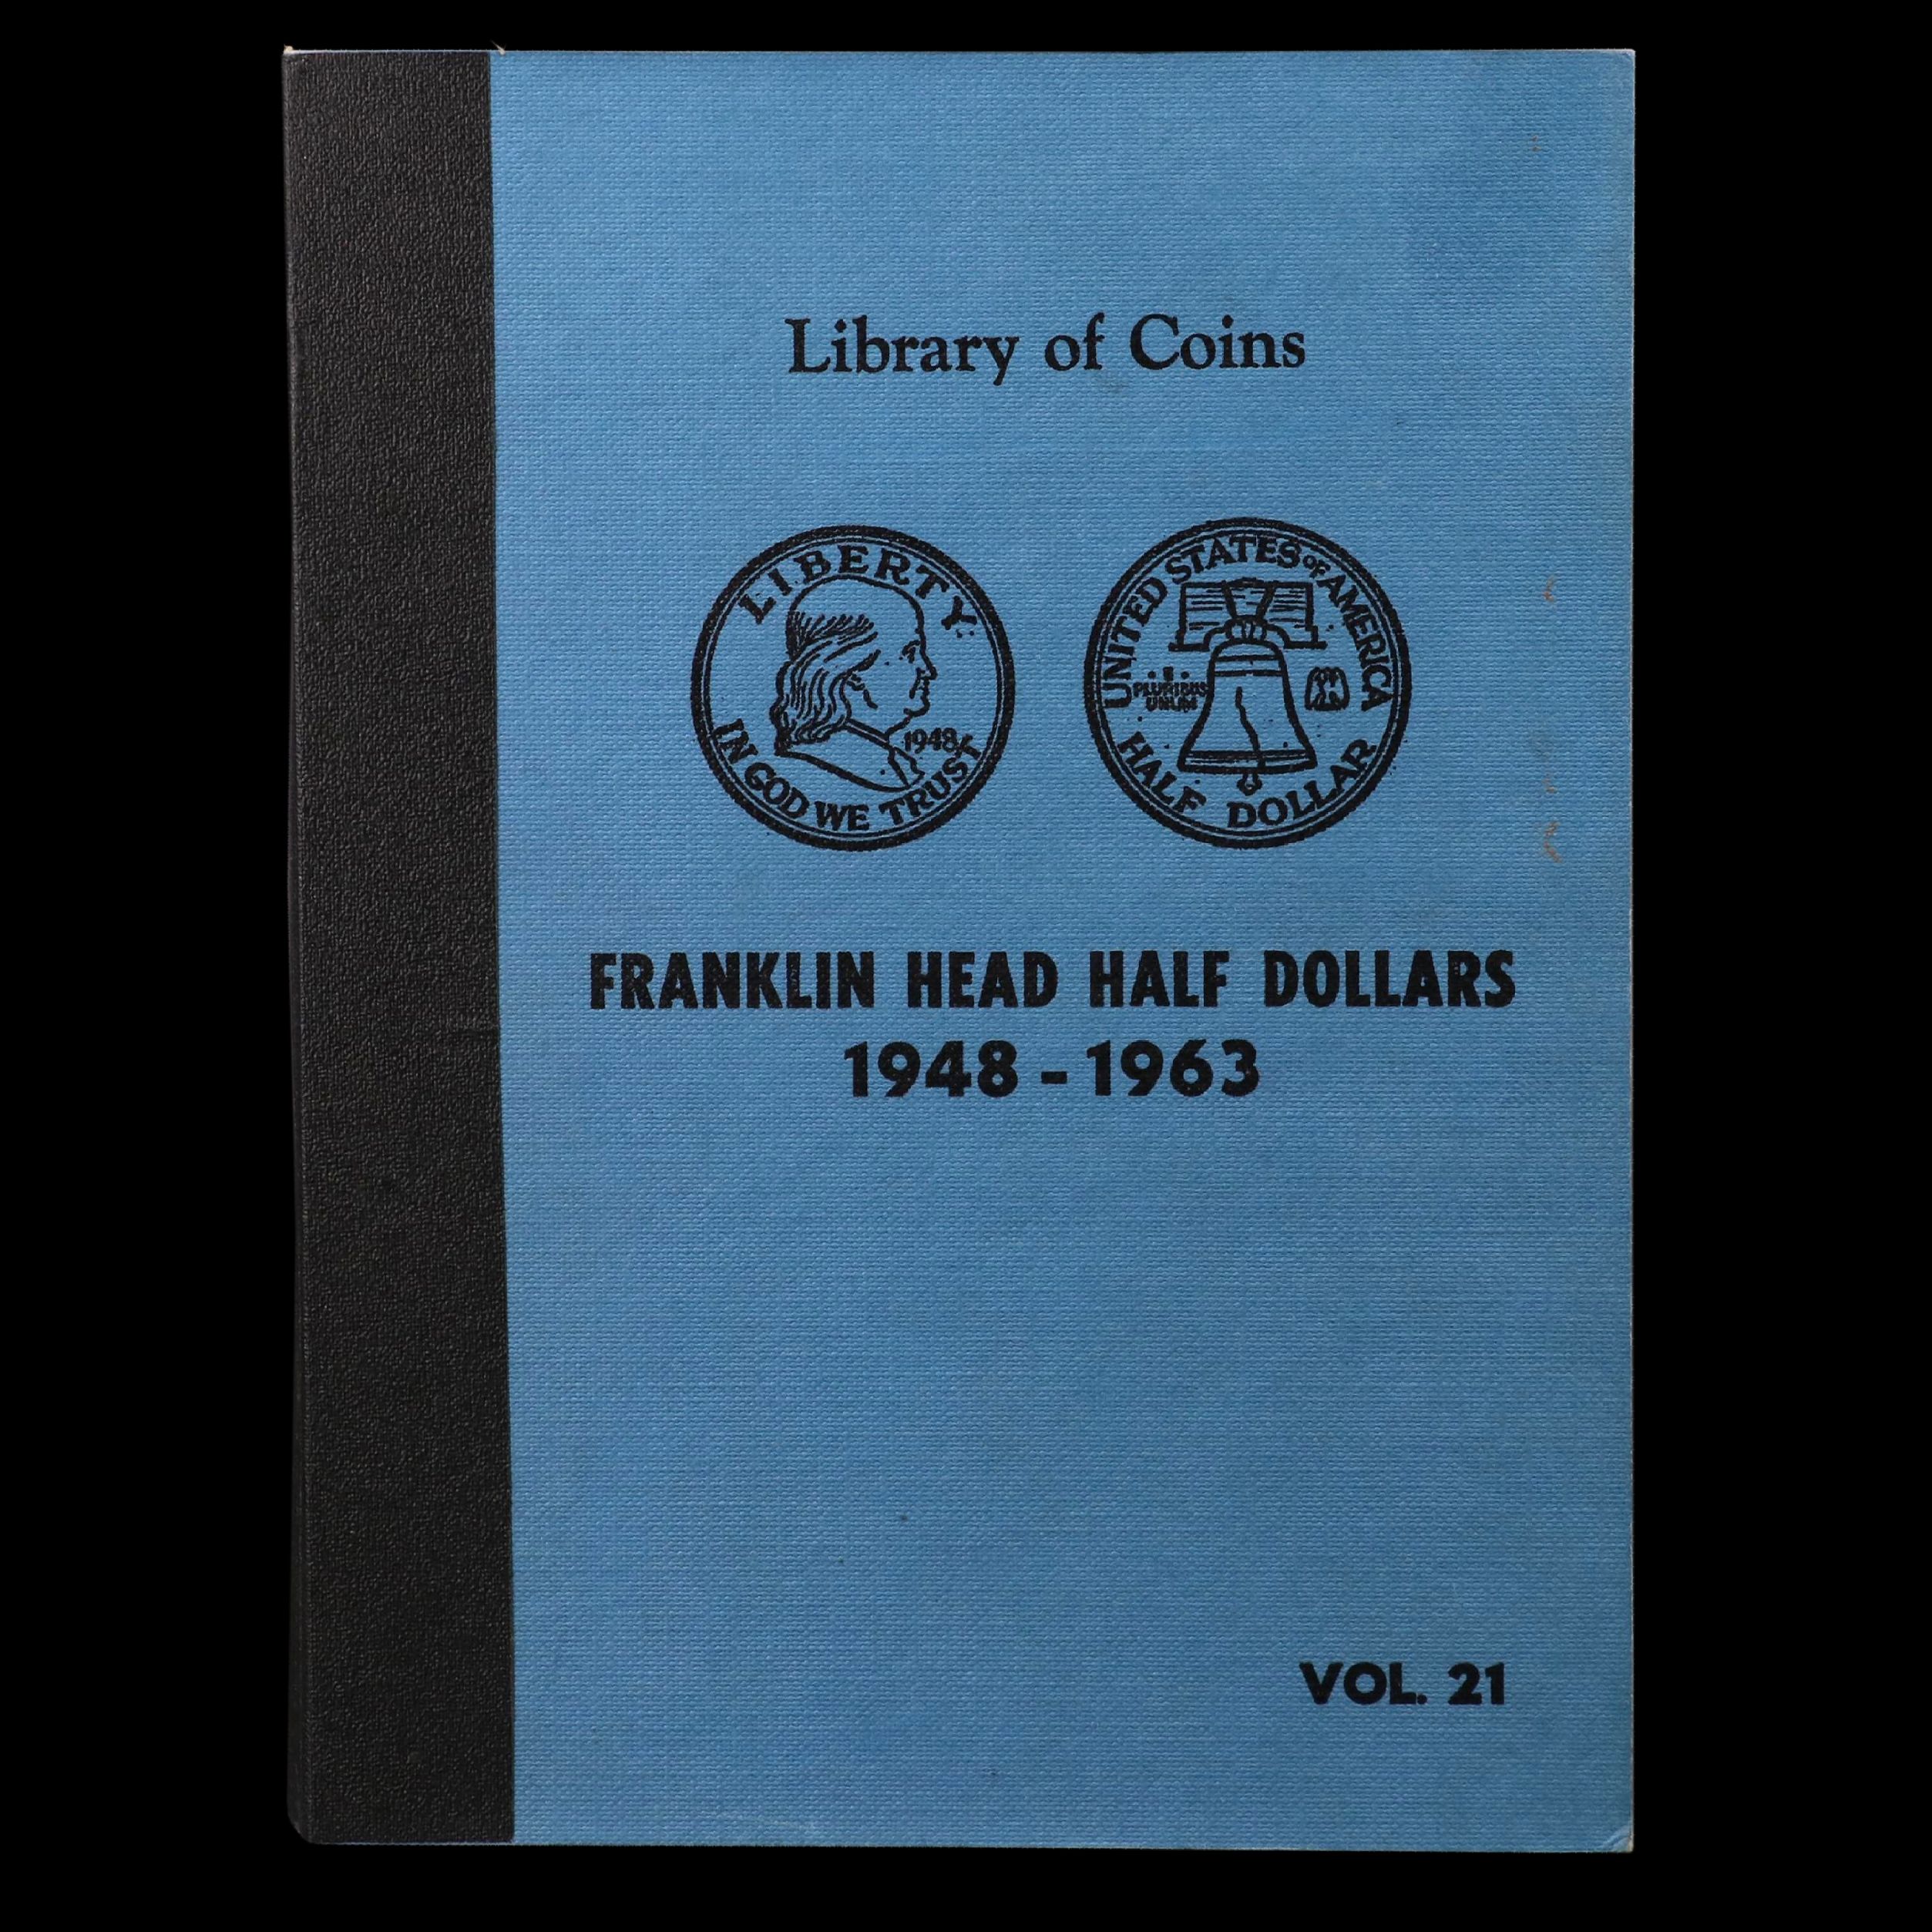 Library of Coins
LIBERTY
1948
IN GOD WE TRUST
UNITED STATES OF AMERICA
PLURIBUS
UNUM
HALF DOLLAR
FRANKLIN HEAD HALF DOLLARS
1948 - 1963
VOL. 21